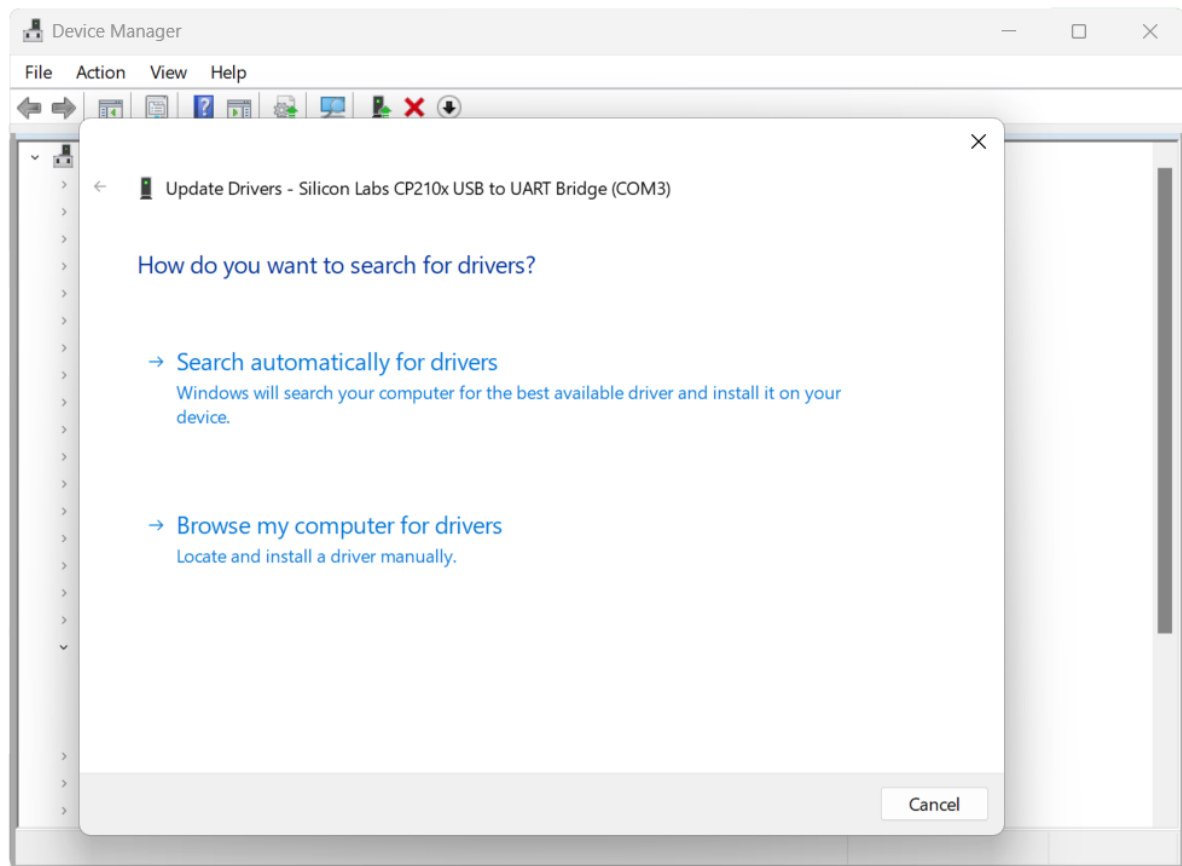 Device Manager
File Action View Help
Update Drivers - Silicon Labs CP210x USB to UART Bridge (COM3)
How do you want to search for drivers?
Search automatically for drivers
Windows will search your computer for the best available driver and install it on your
device.
Browse my computer for drivers
Locate and install a driver manually.
Cancel